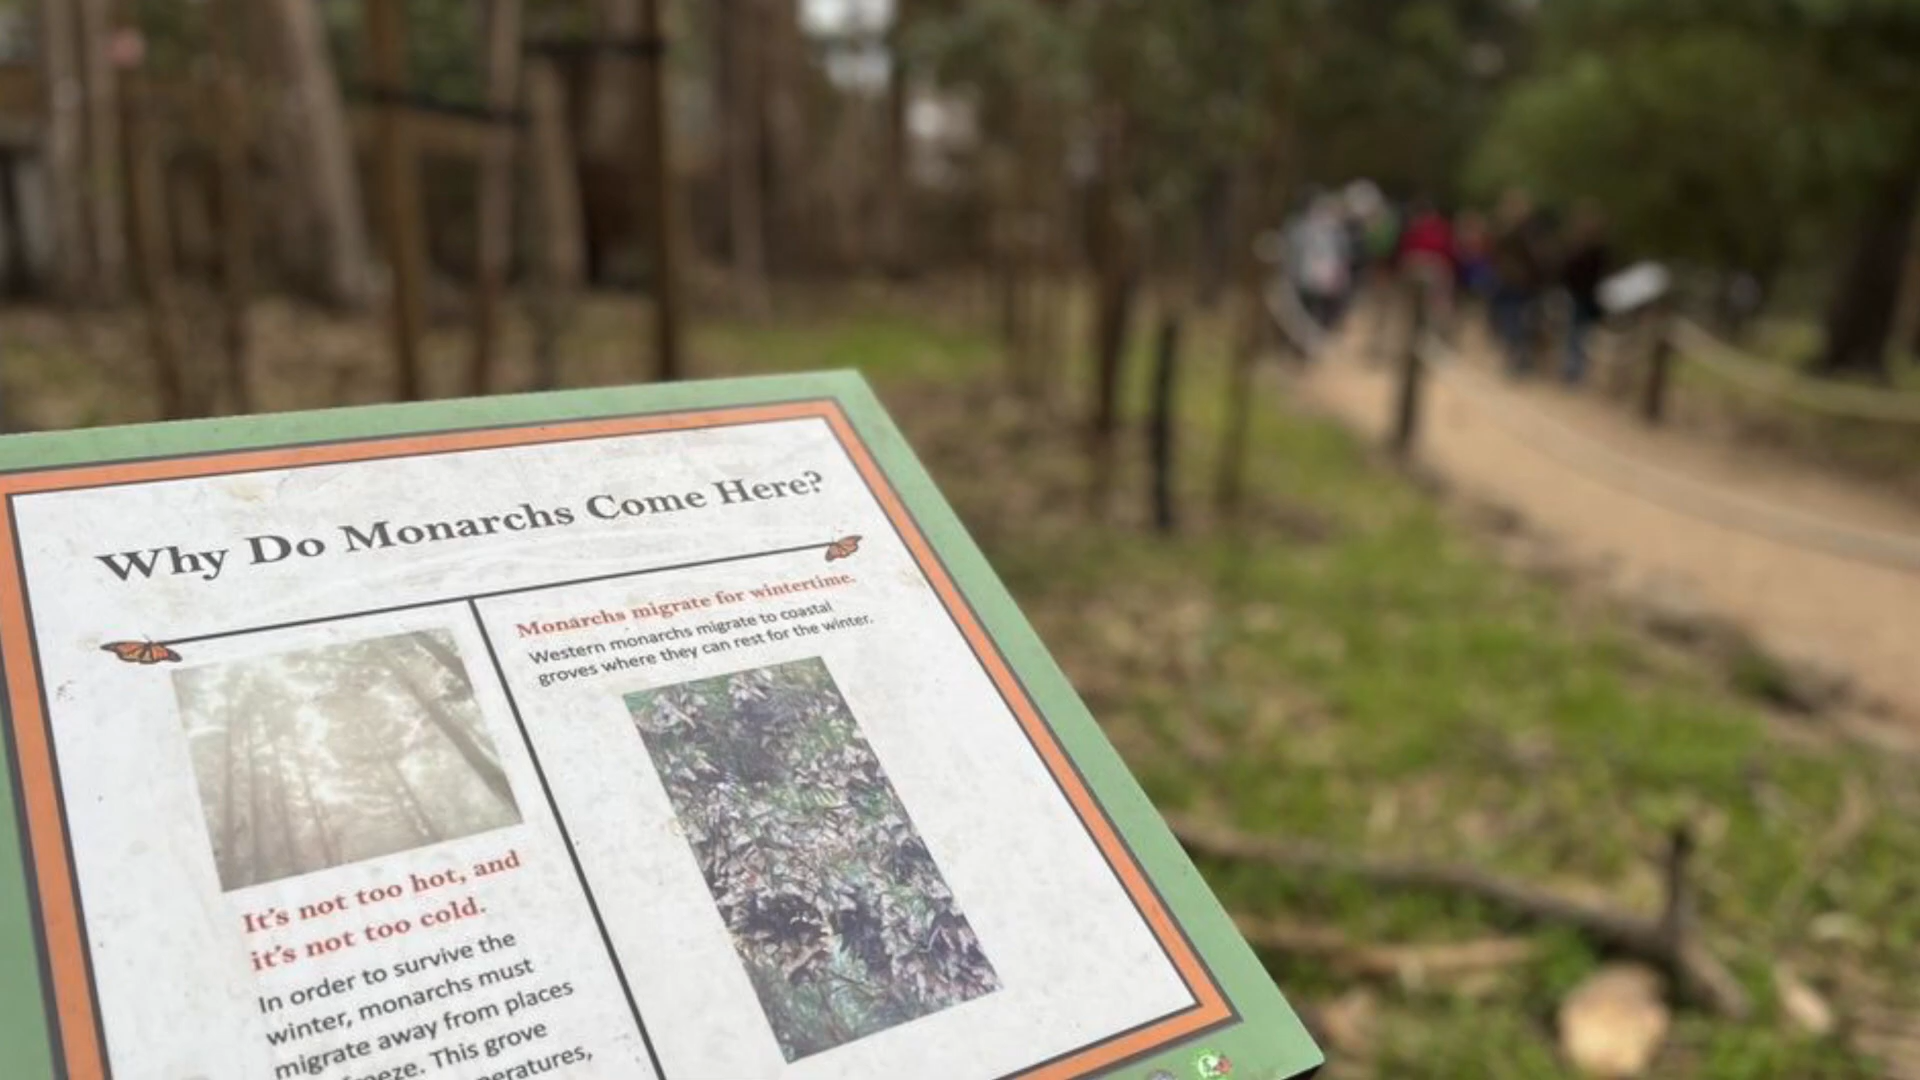 Why Do Monarchs Come Here?
It's not too hot, and
it's not too cold.
In order to survive the
winter, monarchs must
migrate away from places
This grove
Monarchs migrate for wintertime.
Western monarchs migrate to coastal
groves where they can rest for the winter.